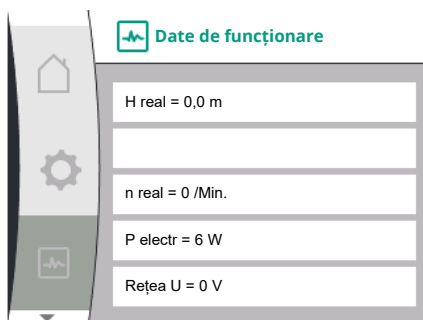 Date de funcționare
H real = 0,0 m
n real = 0 /Min.
P electr = 6 W
Rețea U = 0 V